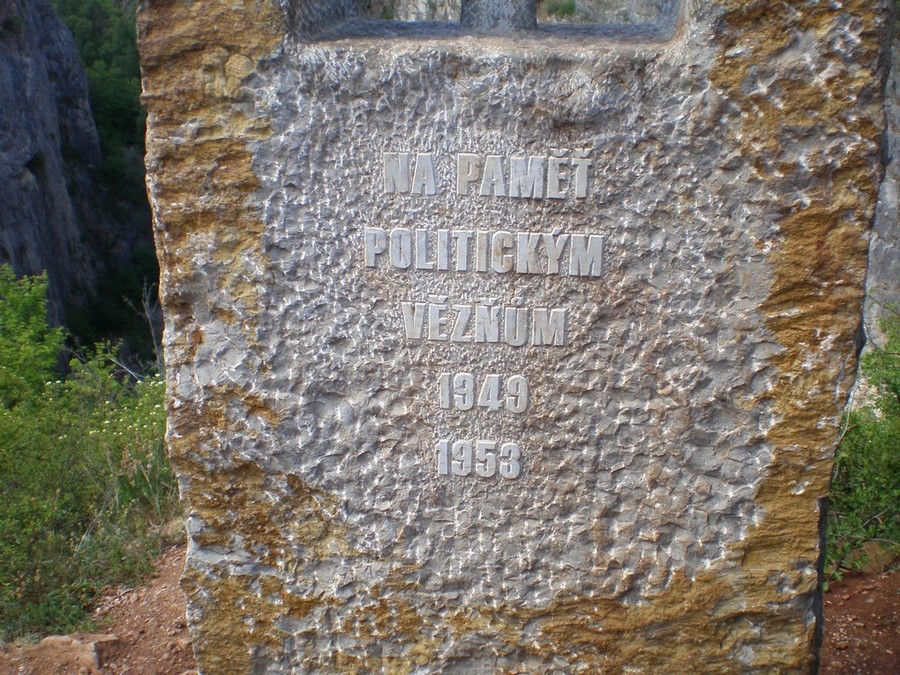 NA PAMĚŤ
POLITICKÝM
VĚZŇŮM
1949
1953